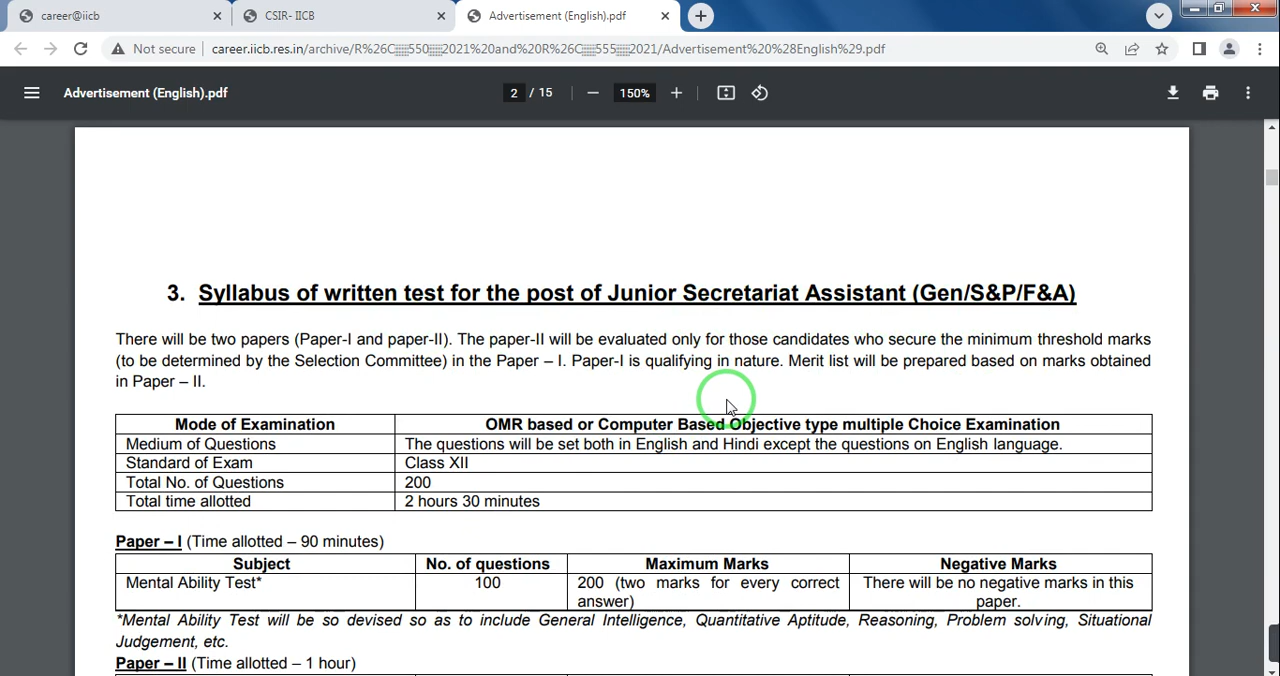 career@iicb
CSIR- IICB
Advertisement (English).pdf
Not secure
career.iicb.res.in/archive/R%26C▒▒550▒▒2021%20and%20R%26C▒▒555▒▒2021/Advertisement%20%28English%29.pdf
Advertisement (English).pdf
2 / 15
150%
3. Syllabus of written test for the post of Junior Secretariat Assistant (Gen/S&P/F&A)
There will be two papers (Paper-I and paper-II). The paper-II will be evaluated only for those candidates who secure the minimum threshold marks
(to be determined by the Selection Committee) in the Paper – I. Paper-I is qualifying in nature. Merit list will be prepared based on marks obtained
in Paper – II.
Mode of Examination OMR based or Computer Based Objective type multiple Choice Examination
Medium of Questions The questions will be set both in English and Hindi except the questions on English language.
Standard of Exam Class XII
Total No. of Questions 200
Total time allotted 2 hours 30 minutes
Paper – I (Time allotted – 90 minutes)
Subject No. of questions Maximum Marks Negative Marks
Mental Ability Test* 100 200 (two marks for every correct There will be no negative marks in this
answer) paper.
*Mental Ability Test will be so devised so as to include General Intelligence, Quantitative Aptitude, Reasoning, Problem solving, Situational
Judgement, etc.
Paper – II (Time allotted – 1 hour)